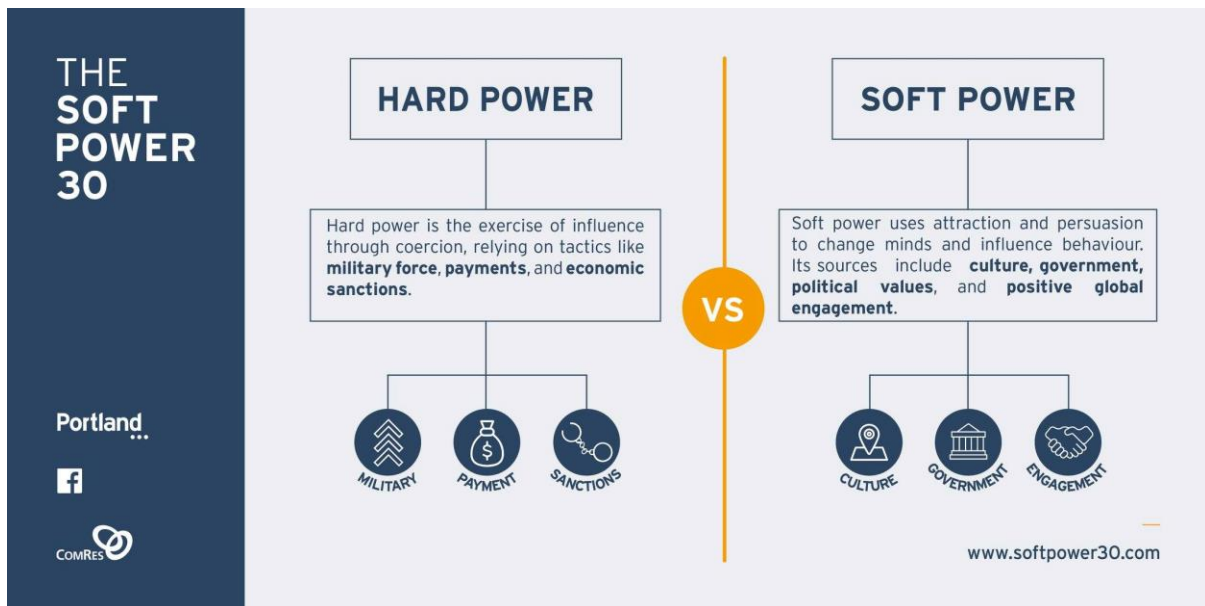 THE
SOFT
POWER
30
Portland
COMRES
HARD POWER
Hard power is the exercise of influence
through coercion, relying on tactics like
military force, payments, and economic
sanctions.
MILITARY
PAYMENT
SANCTIONS
VS
SOFT POWER
Soft power uses attraction and persuasion
to change minds and influence behaviour.
Its sources include culture, government,
political values, and positive global
engagement.
CULTURE
GOVERNMENT
ENGAGEMENT
www.softpower30.com